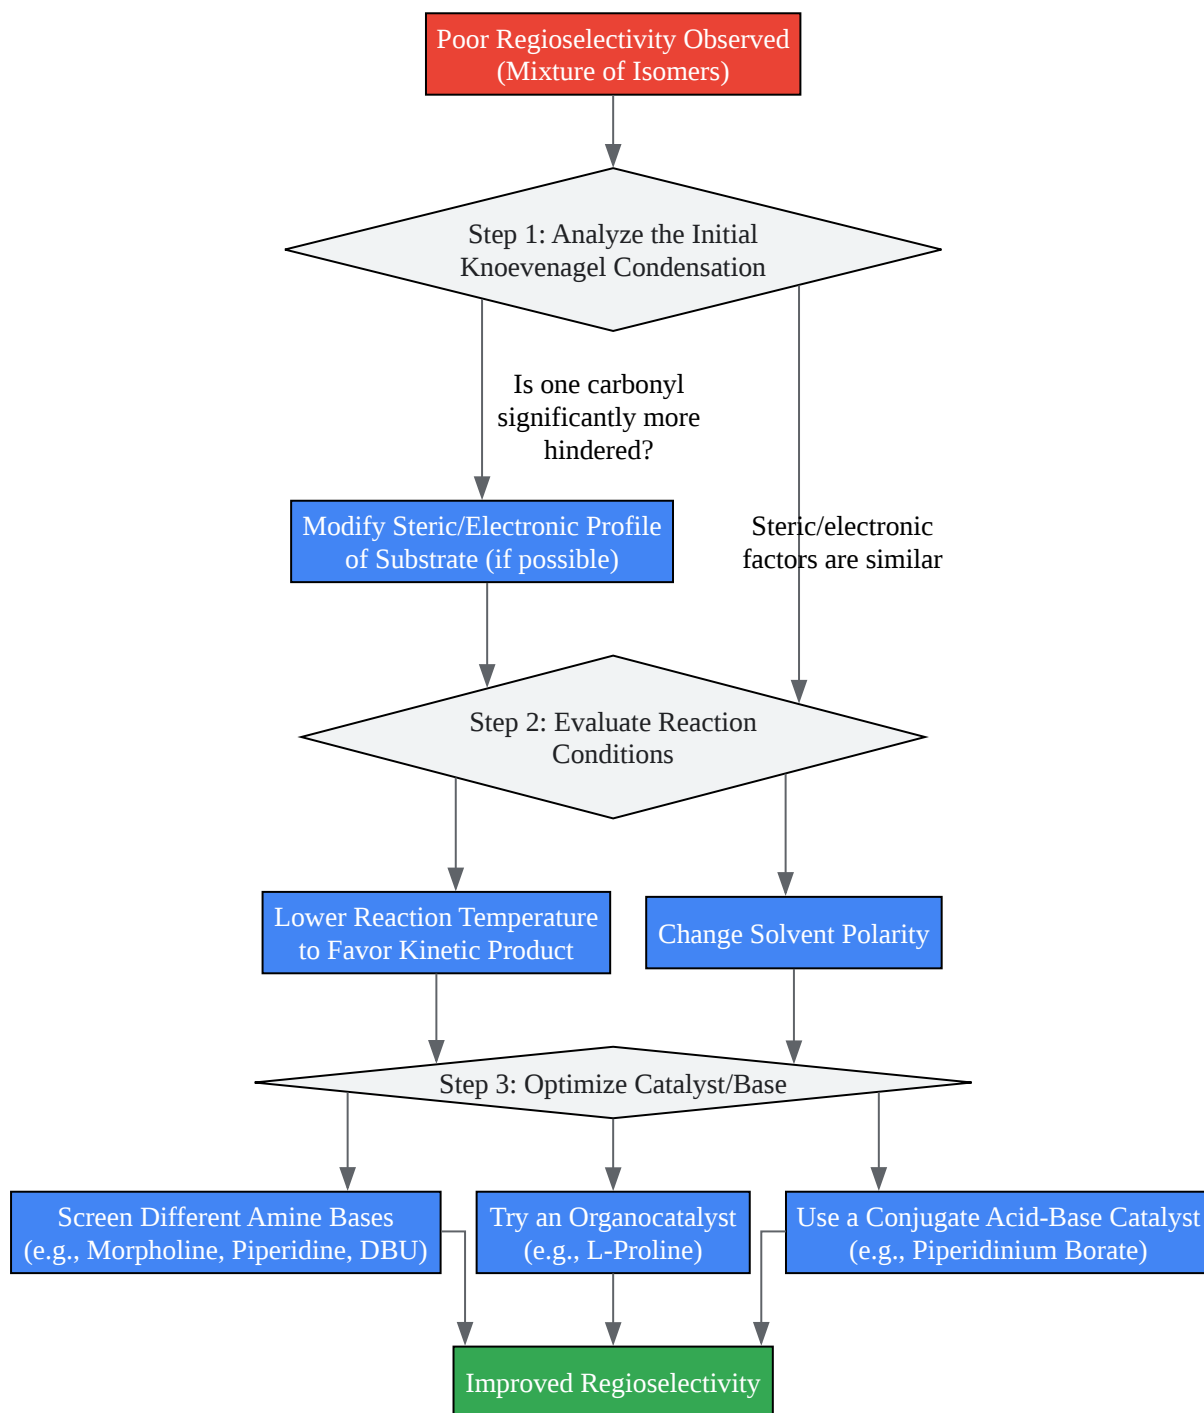 Poor Regioselectivity Observed
(Mixture of Isomers)
Step 1: Analyze the Initial
Knoevenagel Condensation
Is one carbonyl
significantly more
hindered?
Modify Steric/Electronic Profile
of Substrate (if possible)
Steric/electronic
factors are similar
Step 2: Evaluate Reaction
Conditions
Lower Reaction Temperature
to Favor Kinetic Product
Change Solvent Polarity
Step 3: Optimize Catalyst/Base
Screen Different Amine Bases
(e.g., Morpholine, Piperidine, DBU)
Try an Organocatalyst
(e.g., L-Proline)
Use a Conjugate Acid-Base Catalyst
(e.g., Piperidinium Borate)
Improved Regioselectivity